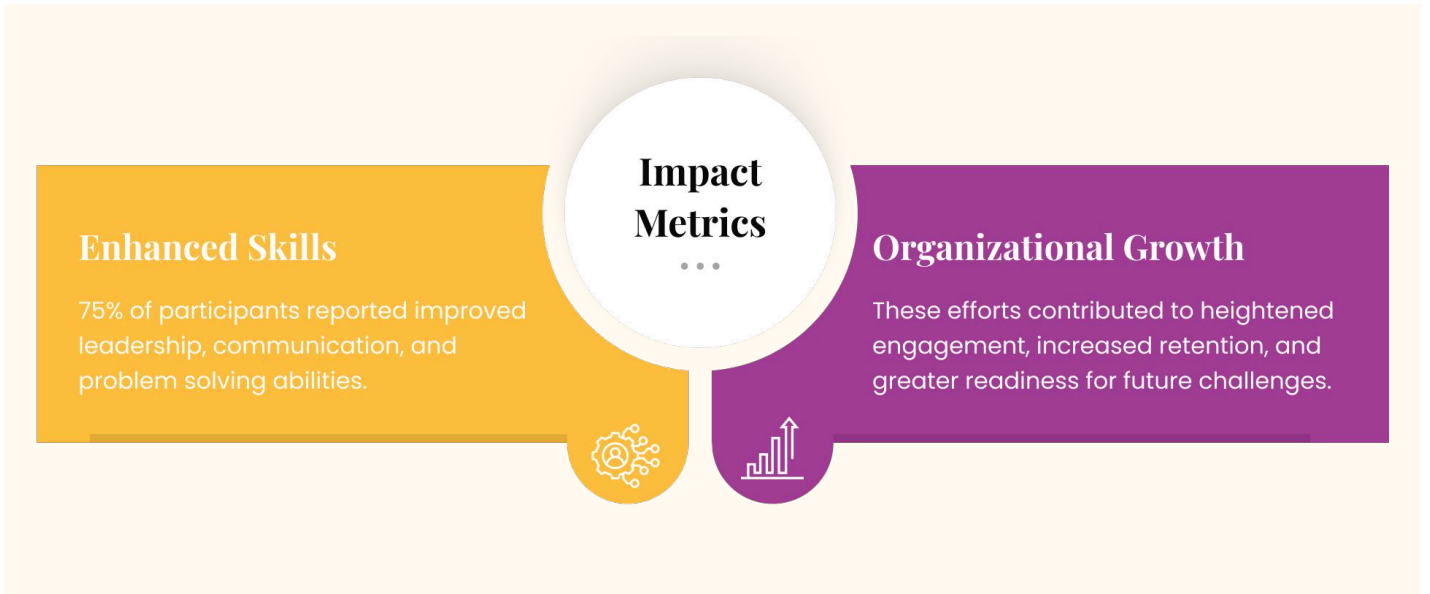 Impact
Metrics
Enhanced Skills
75% of participants reported improved
leadership, communication, and
problem solving abilities.
Organizational Growth
These efforts contributed to heightened
engagement, increased retention, and
greater readiness for future challenges.